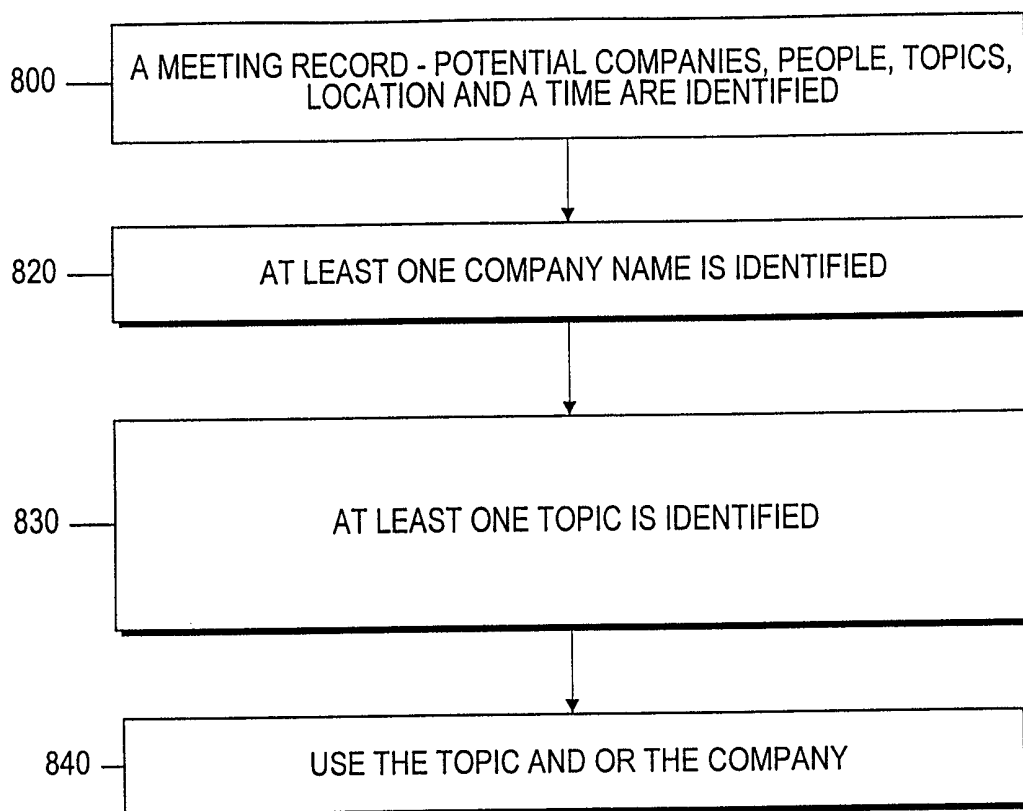 800
A MEETING RECORD - POTENTIAL COMPANIES, PEOPLE, TOPICS,
LOCATION AND A TIME ARE IDENTIFIED
820
AT LEAST ONE COMPANY NAME IS IDENTIFIED
830
AT LEAST ONE TOPIC IS IDENTIFIED
840
USE THE TOPIC AND OR THE COMPANY